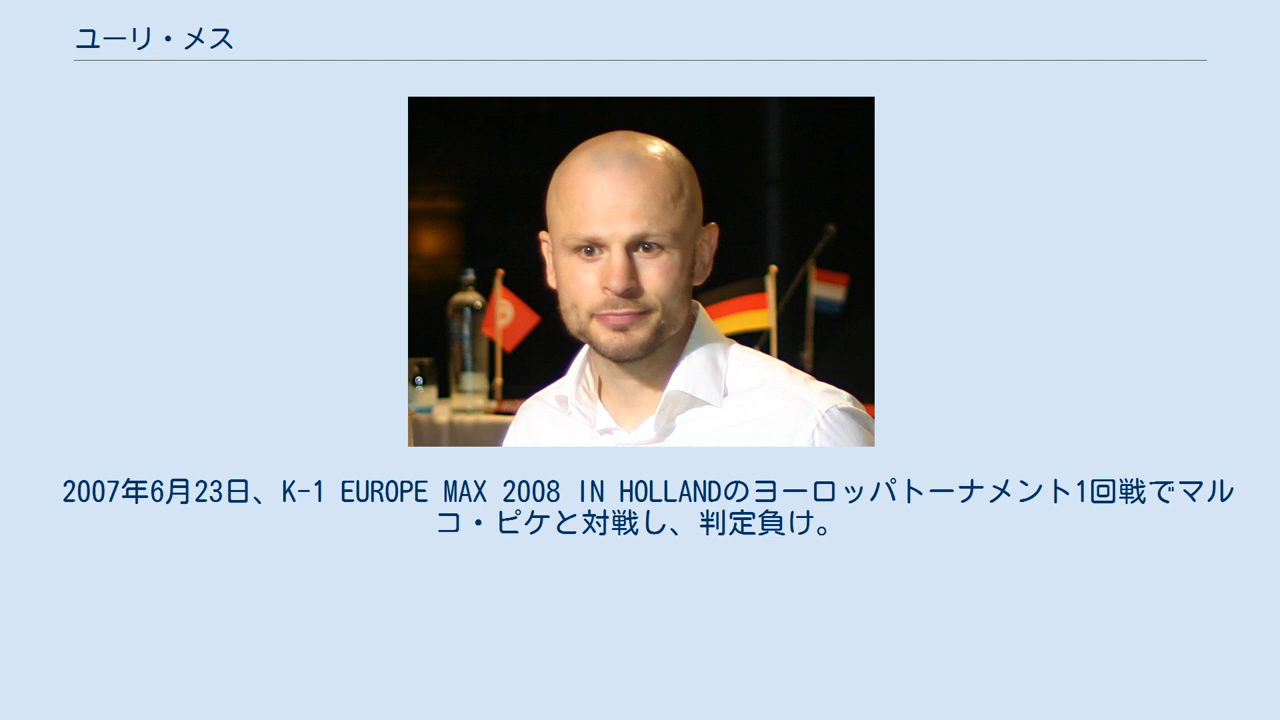 ユーリ・メス
2007年6月23日、K-1 EUROPE MAX 2008 IN HOLLANDのヨーロッパトーナメント1回戦でマル
コ・ピケと対戦し、判定負け。